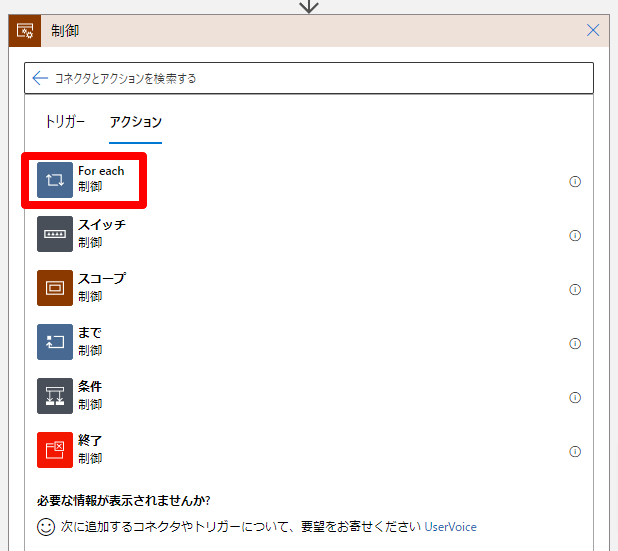 制御
コネクタとアクションを検索する
トリガー アクション
For each
制御
スイッチ
制御
スコープ
制御
まで
制御
条件
制御
終了
制御
必要な情報が表示されませんか?
次に追加するコネクタやトリガーについて、要望をお寄せください UserVoice